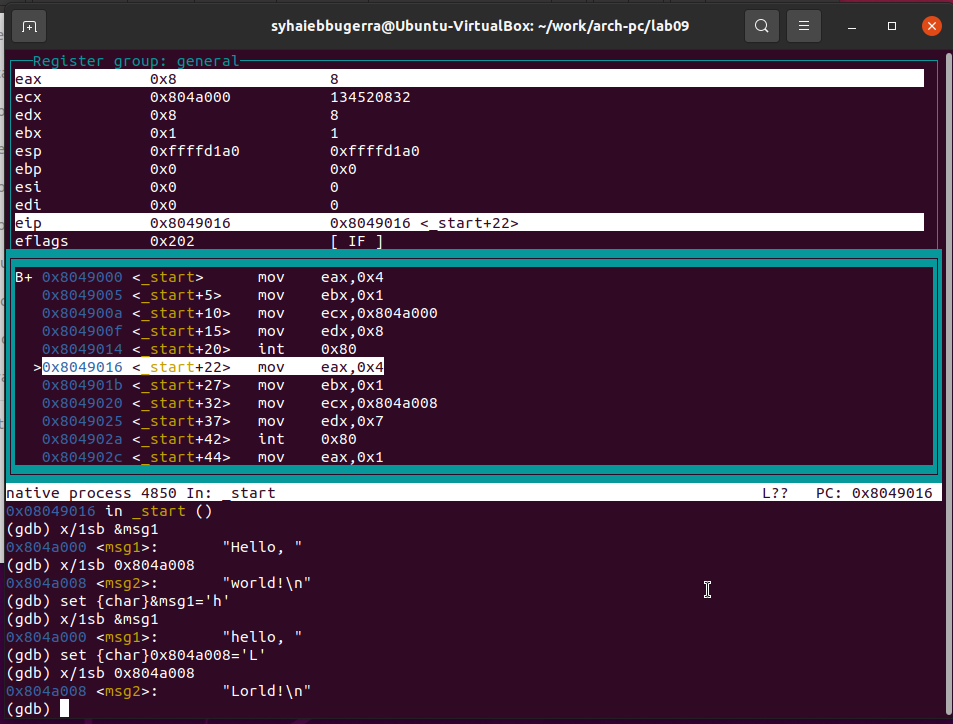 syhaiebbugerra@Ubuntu-VirtualBox: ~/work/arch-pc/lab09
Register group: general
eax 0x8 8
ecx 0x804a000 134520832
edx 0x8 8
ebx 0x1 1
esp 0xffffd1a0 0xffffd1a0
ebp 0x0 0x0
esi 0x0 0
edi 0x0 0
eip 0x8049016 0x8049016 <_start+22>
eflags 0x202 [ IF ]
B+ 0x8049000 <_start> mov eax,0x4
0x8049005 <_start+5> mov ebx,0x1
0x804900a <_start+10> mov ecx,0x804a000
0x804900f <_start+15> mov edx,0x8
0x8049014 <_start+20> int 0x80
>0x8049016 <_start+22> mov eax,0x4
0x804901b <_start+27> mov ebx,0x1
0x8049020 <_start+32> mov ecx,0x804a008
0x8049025 <_start+37> mov edx,0x7
0x804902a <_start+42> int 0x80
0x804902c <_start+44> mov eax,0x1
native process 4850 In: _start L?? PC: 0x8049016
0x08049016 in _start ()
(gdb) x/1sb &msg1
0x804a000 <msg1>: "Hello, "
(gdb) x/1sb 0x804a008
0x804a008 <msg2>: "world!\n"
(gdb) set {char}&msg1='h'
(gdb) x/1sb &msg1
0x804a000 <msg1>: "hello, "
(gdb) set {char}0x804a008='L'
(gdb) x/1sb 0x804a008
0x804a008 <msg2>: "Lorld!\n"
(gdb)